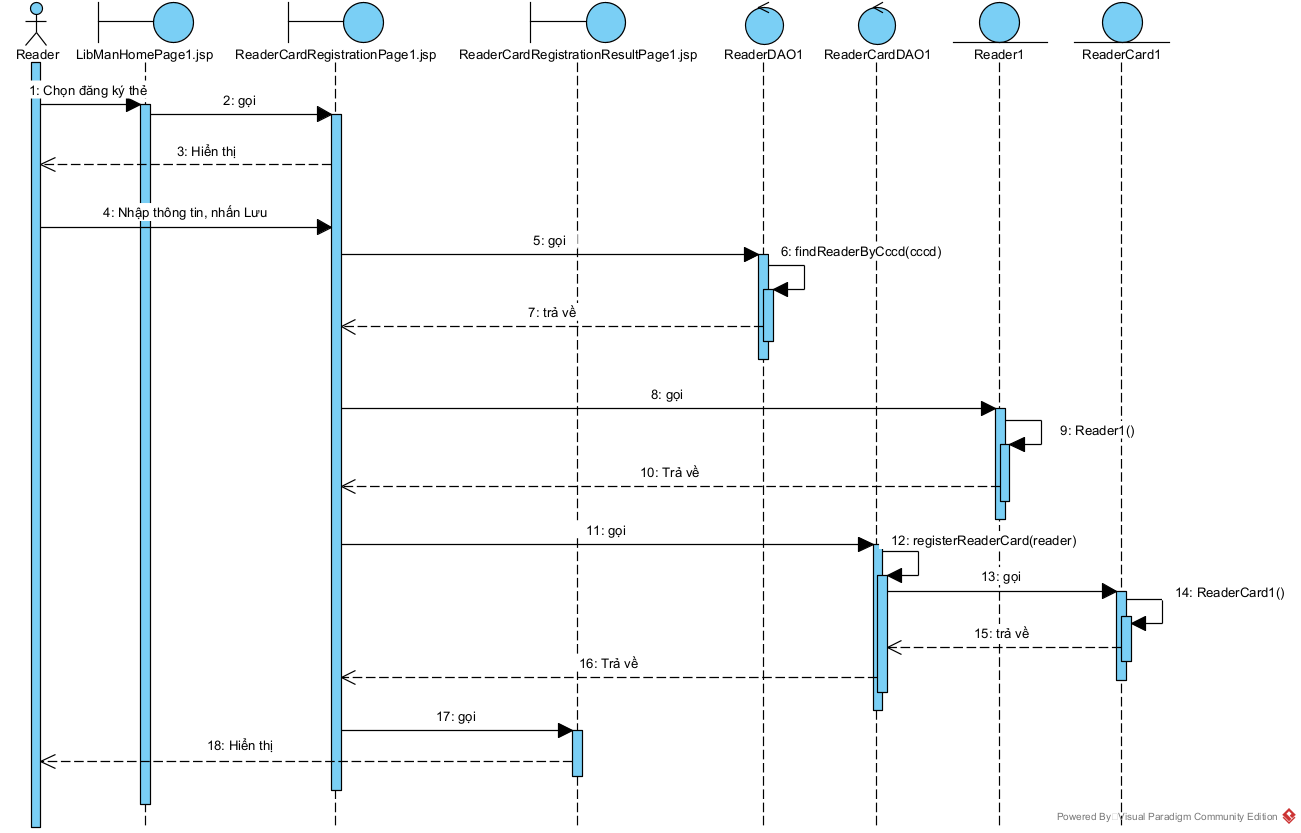 Reader
LibManHomePage1.jsp
ReaderCardRegistrationPage1.jsp
ReaderCardRegistrationResultPage1.jsp
ReaderDAO1
ReaderCardDAO1
Reader1
ReaderCard1
1: Chọn đăng ký thẻ
2: gọi
3: Hiển thị
4: Nhập thông tin, nhấn Lưu
5: gọi
6: findReaderByCccd(cccd)
7: trả về
8: gọi
9: Reader1()
10: Trả về
11: gọi
12: registerReaderCard(reader)
13: gọi
14: ReaderCard1()
15: trả về
16: Trả về
17: gọi
18: Hiển thị
Powered By Visual Paradigm Community Edition